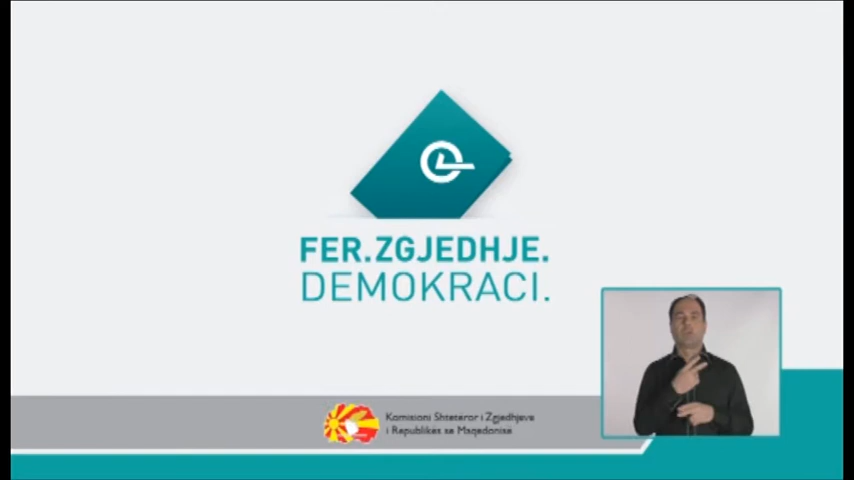 FER.ZGJEDHJE.
DEMOKRACI.
Komisioni Shtetëror i Zgjedhjeve
i Republikës së Maqedonisë